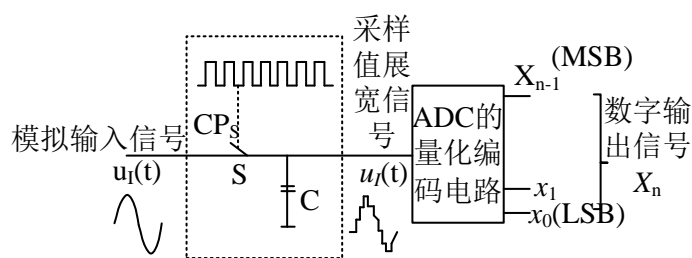 模拟输入信号
u_I(t)
CP_S
S
C
采样
值展
宽信
号
u_I(t)
ADC的
量化编
码电路
X_{n-1}
(MSB)
x_1
x_0(LSB)
数字输
出信号
X_n